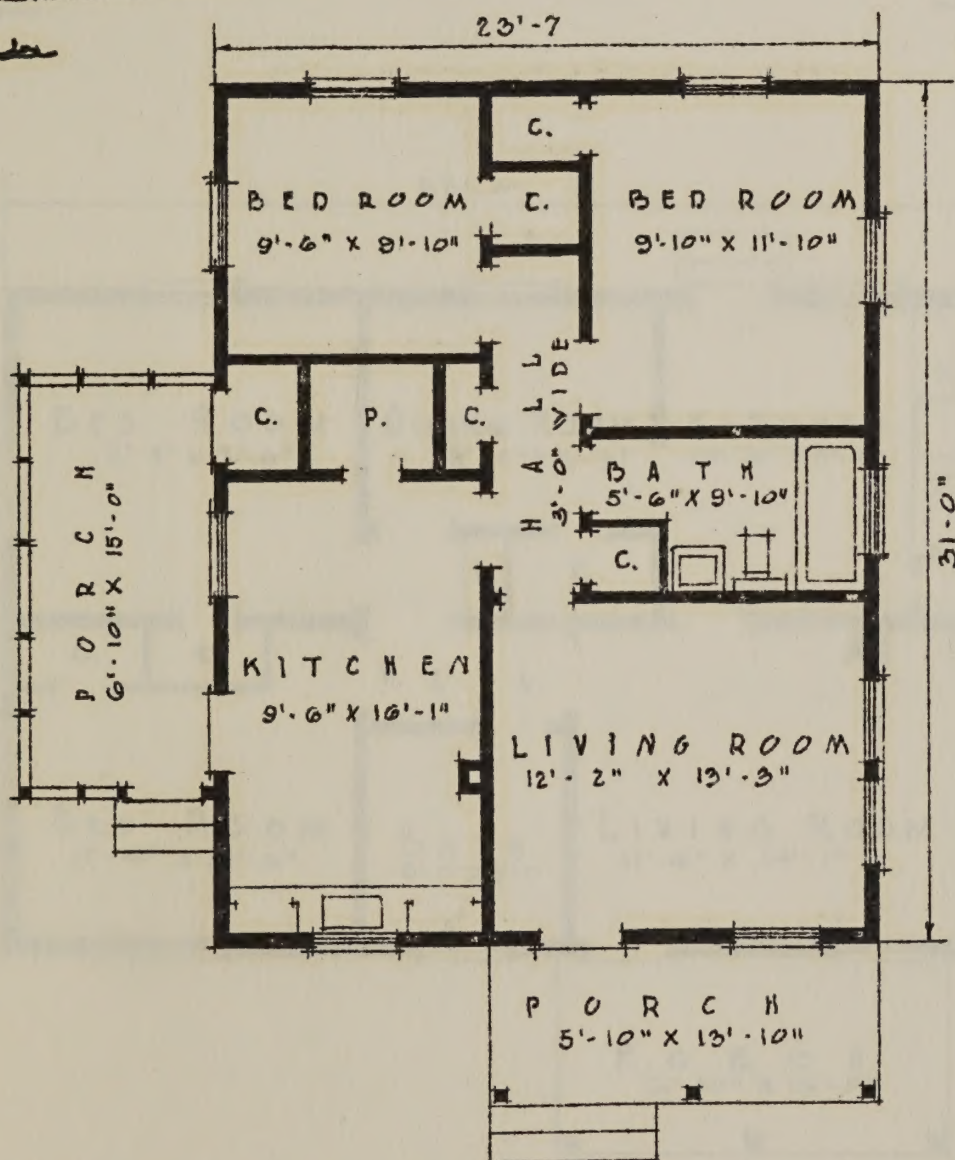 23'-7
C.
BED ROOM
9'-6" X 9'-10"
C.
BED ROOM
9'-10" X 11'-10"
HALL
3'-0" WIDE
C.
P.
C.
BATH
5'-6" X 9'-10"
C.
31'-0"
PORCH
6'-10" X 15'-0"
KITCHEN
9'-6" X 16'-1"
LIVING ROOM
12'-2" X 13'-3"
PORCH
5'-10" X 13'-10"